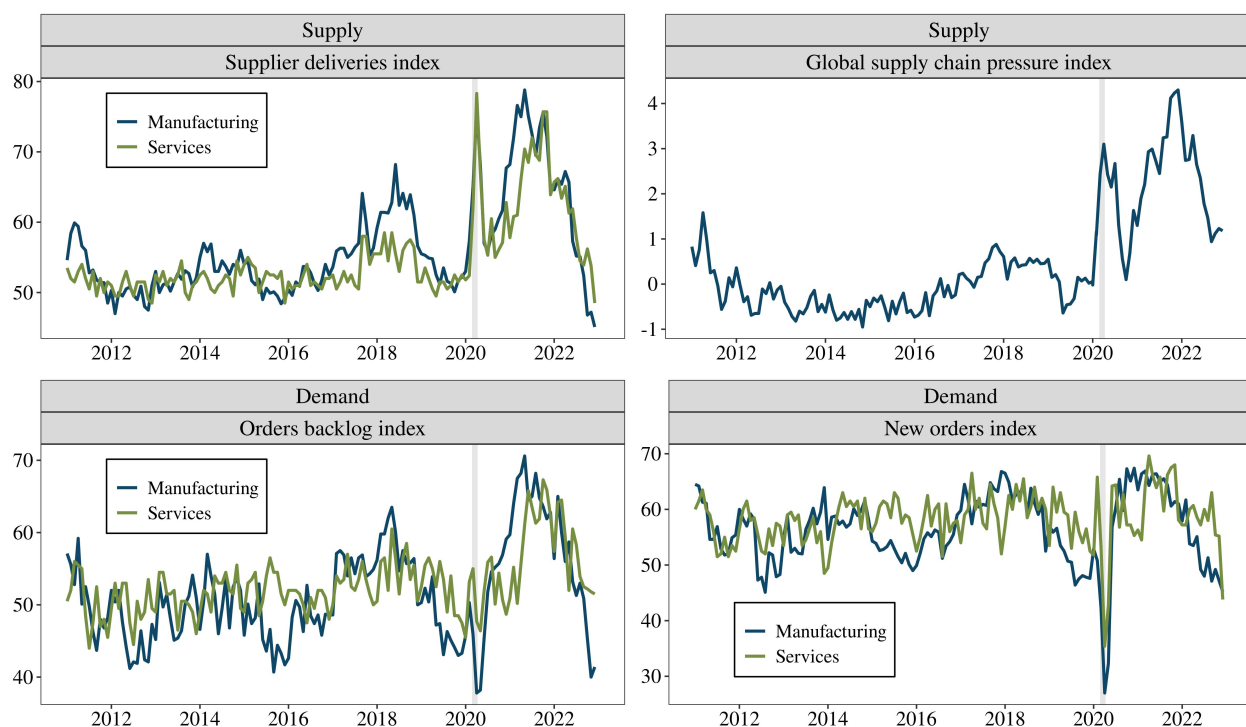 Supply
Supplier deliveries index
80
70
60
50
Manufacturing
Services
2012 2014 2016 2018 2020 2022
Supply
Global supply chain pressure index
4
3
2
1
0
-1
2012 2014 2016 2018 2020 2022
Demand
Orders backlog index
70
60
50
40
Manufacturing
Services
2012 2014 2016 2018 2020 2022
Demand
New orders index
70
60
50
40
30
Manufacturing
Services
2012 2014 2016 2018 2020 2022